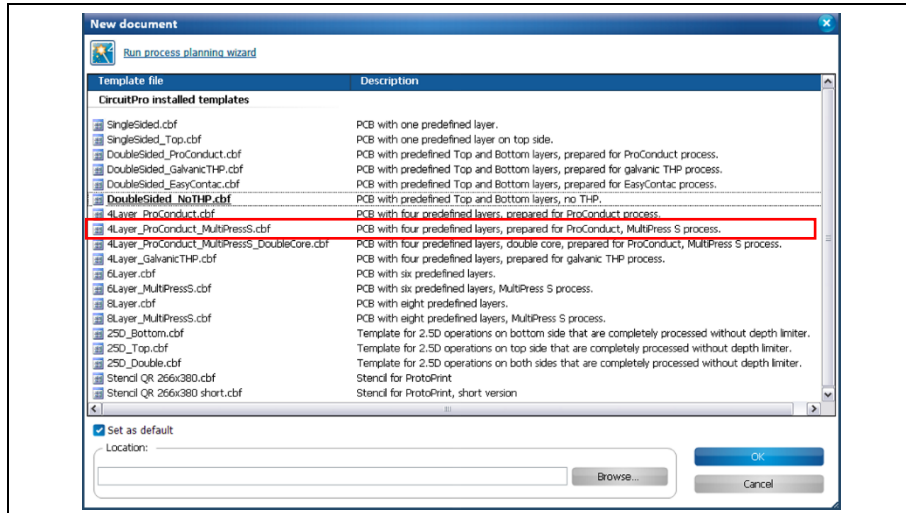 New document
Run process planning wizard
Template file Description
CircuitPro installed templates
SingleSided.cbf PCB with one predefined layer.
SingleSided_Top.cbf PCB with one predefined layer on top side.
DoubleSided_ProConduct.cbf PCB with predefined Top and Bottom layers, prepared for ProConduct process.
DoubleSided_GalvanicTHP.cbf PCB with predefined Top and Bottom layers, prepared for galvanic THP process.
DoubleSided_EasyContac.cbf PCB with predefined Top and Bottom layers, prepared for EasyContac process.
DoubleSided_NoTHP.cbf PCB with predefined Top and Bottom layers, no THP.
4Layer_ProConduct.cbf PCB with four predefined layers, prepared for ProConduct process.
4Layer_ProConduct_MultiPressS.cbf PCB with four predefined layers, prepared for ProConduct, MultiPress S process.
4Layer_ProConduct_MultiPressS_DoubleCore.cbf PCB with four predefined layers, double core, prepared for ProConduct, MultiPress S process.
4Layer_GalvanicTHP.cbf PCB with four predefined layers, prepared for galvanic THP process.
6Layer.cbf PCB with six predefined layers.
6Layer_MultiPressS.cbf PCB with six predefined layers, MultiPress S process.
8Layer.cbf PCB with eight predefined layers.
8Layer_MultiPressS.cbf PCB with eight predefined layers, MultiPress S process.
25D_Bottom.cbf Template for 2.5D operations on bottom side that are completely processed without depth limiter.
25D_Top.cbf Template for 2.5D operations on top side that are completely processed without depth limiter.
25D_Double.cbf Template for 2.5D operations on both sides that are completely processed without depth limiter.
Stencil QR 266x380.cbf Stencil for ProtoPrint
Stencil QR 266x380 short.cbf Stencil for ProtoPrint, short version
Set as default
Location:
OK
Browse...
Cancel